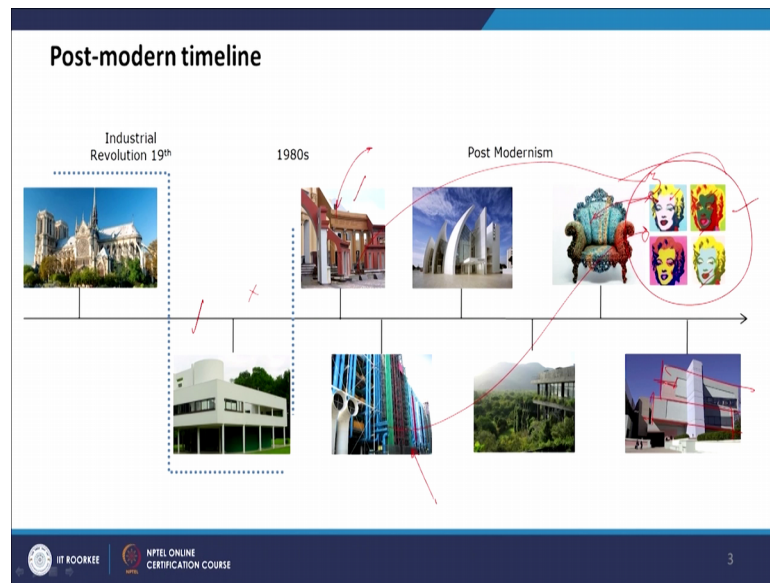 Post-modern timeline
Industrial
Revolution 19th
1980s
Post Modernism
IIT ROORKEE
NPTEL ONLINE
CERTIFICATION COURSE
3